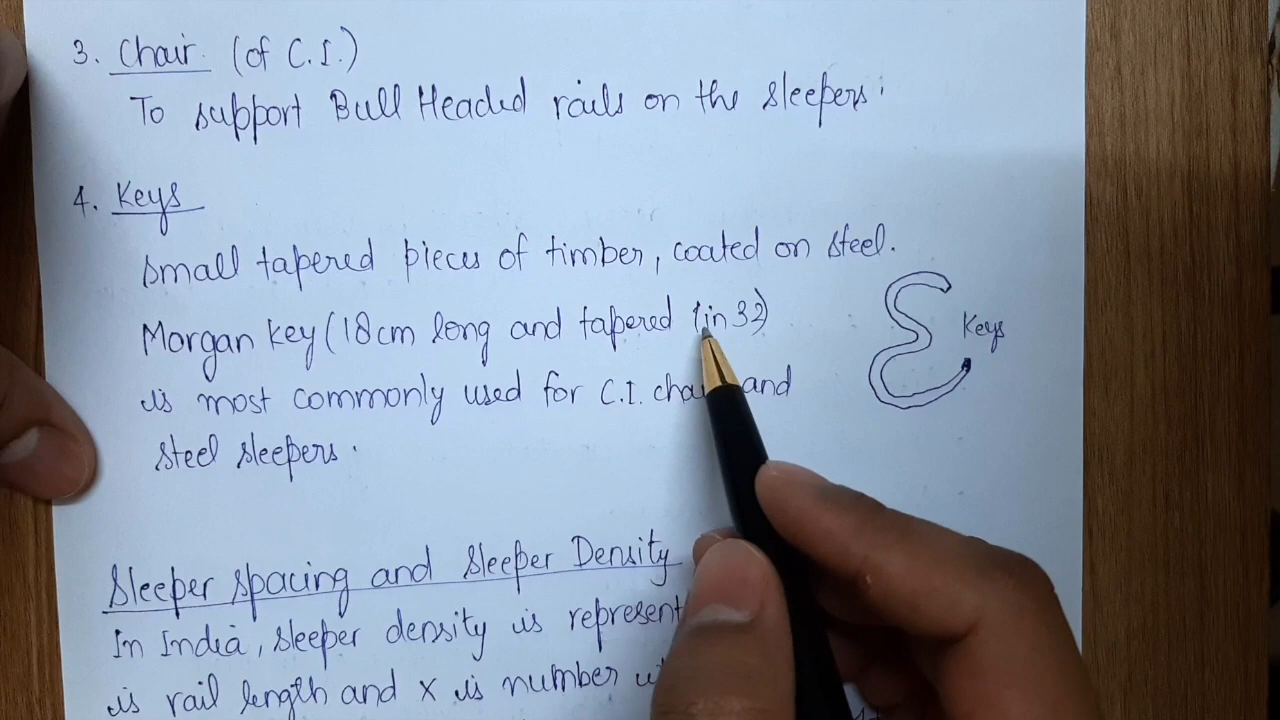 3. Chair (of C.I.)
To support Bull Headed rails on the sleepers.
4. Keys
Small tapered pieces of timber, coated on steel.
Morgan key (18cm long and tapered 1 in 32)
is most commonly used for C.I. and
steel sleepers.
Keys
Sleeper spacing and Sleeper Density
In India, sleeper density is
is rail length and x is number